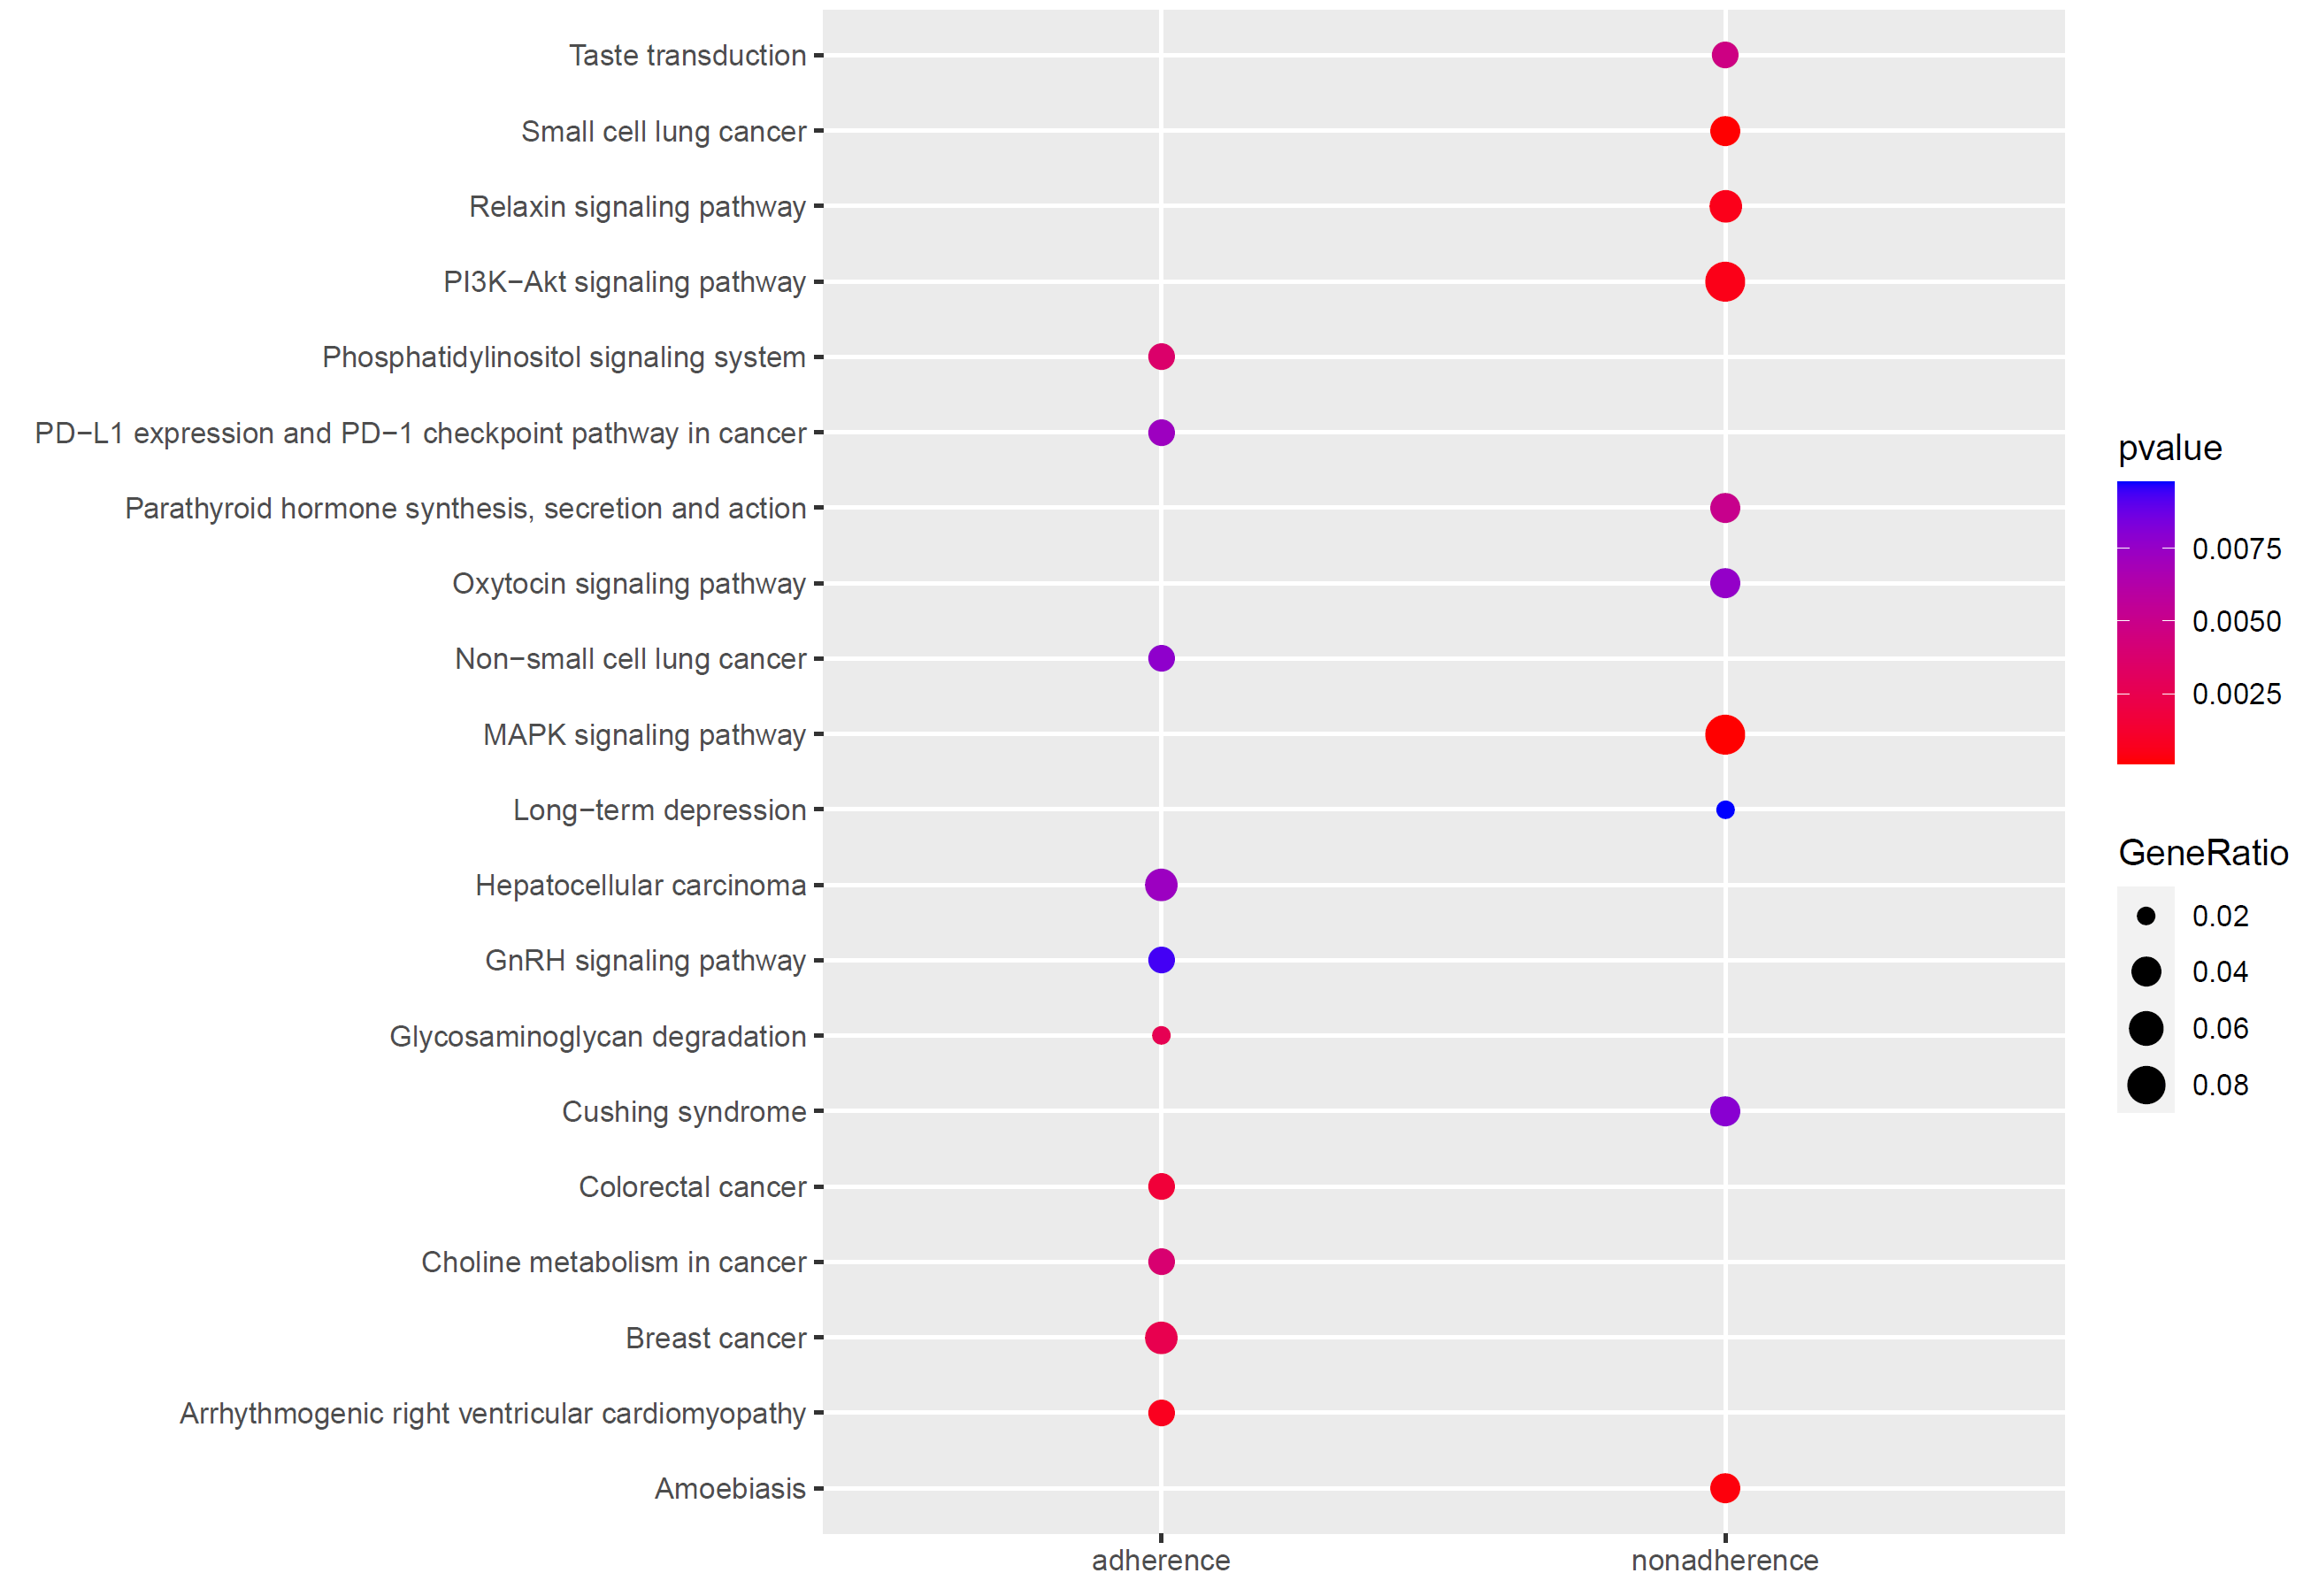 Taste transduction
Small cell lung cancer
Relaxin signaling pathway
PI3K−Akt signaling pathway
Phosphatidylinositol signaling system
PD−L1 expression and PD−1 checkpoint pathway in cancer
Parathyroid hormone synthesis, secretion and action
Oxytocin signaling pathway
Non−small cell lung cancer
MAPK signaling pathway
Long−term depression
Hepatocellular carcinoma
GnRH signaling pathway
Glycosaminoglycan degradation
Cushing syndrome
Colorectal cancer
Choline metabolism in cancer
Breast cancer
Arrhythmogenic right ventricular cardiomyopathy
Amoebiasis
adherence
nonadherence
pvalue
0.0075
0.0050
0.0025
GeneRatio
0.02
0.04
0.06
0.08